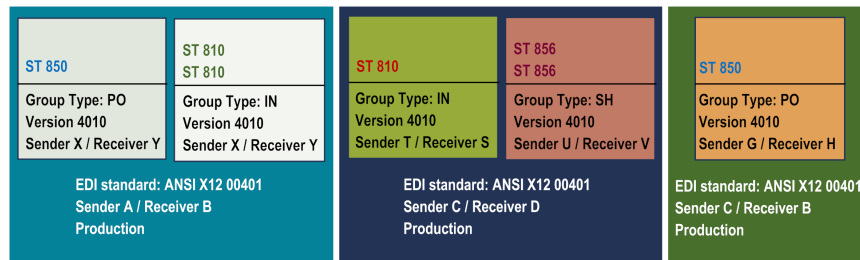 ST 850
Group Type: PO
Version 4010
Sender X / Receiver Y
ST 810
ST 810
Group Type: IN
Version 4010
Sender X / Receiver Y
EDI standard: ANSI X12 00401
Sender A / Receiver B
Production
ST 810
Group Type: IN
Version 4010
Sender T / Receiver S
ST 856
ST 856
Group Type: SH
Version 4010
Sender U / Receiver V
EDI standard: ANSI X12 00401
Sender C / Receiver D
Production
ST 850
Group Type: PO
Version 4010
Sender G / Receiver H
EDI standard: ANSI X12 00401
Sender C / Receiver B
Production